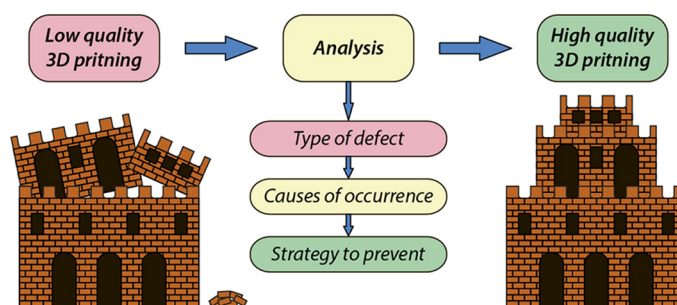 Low quality
3D pritning
Analysis
High quality
3D pritning
Type of defect
Causes of occurrence
Strategy to prevent